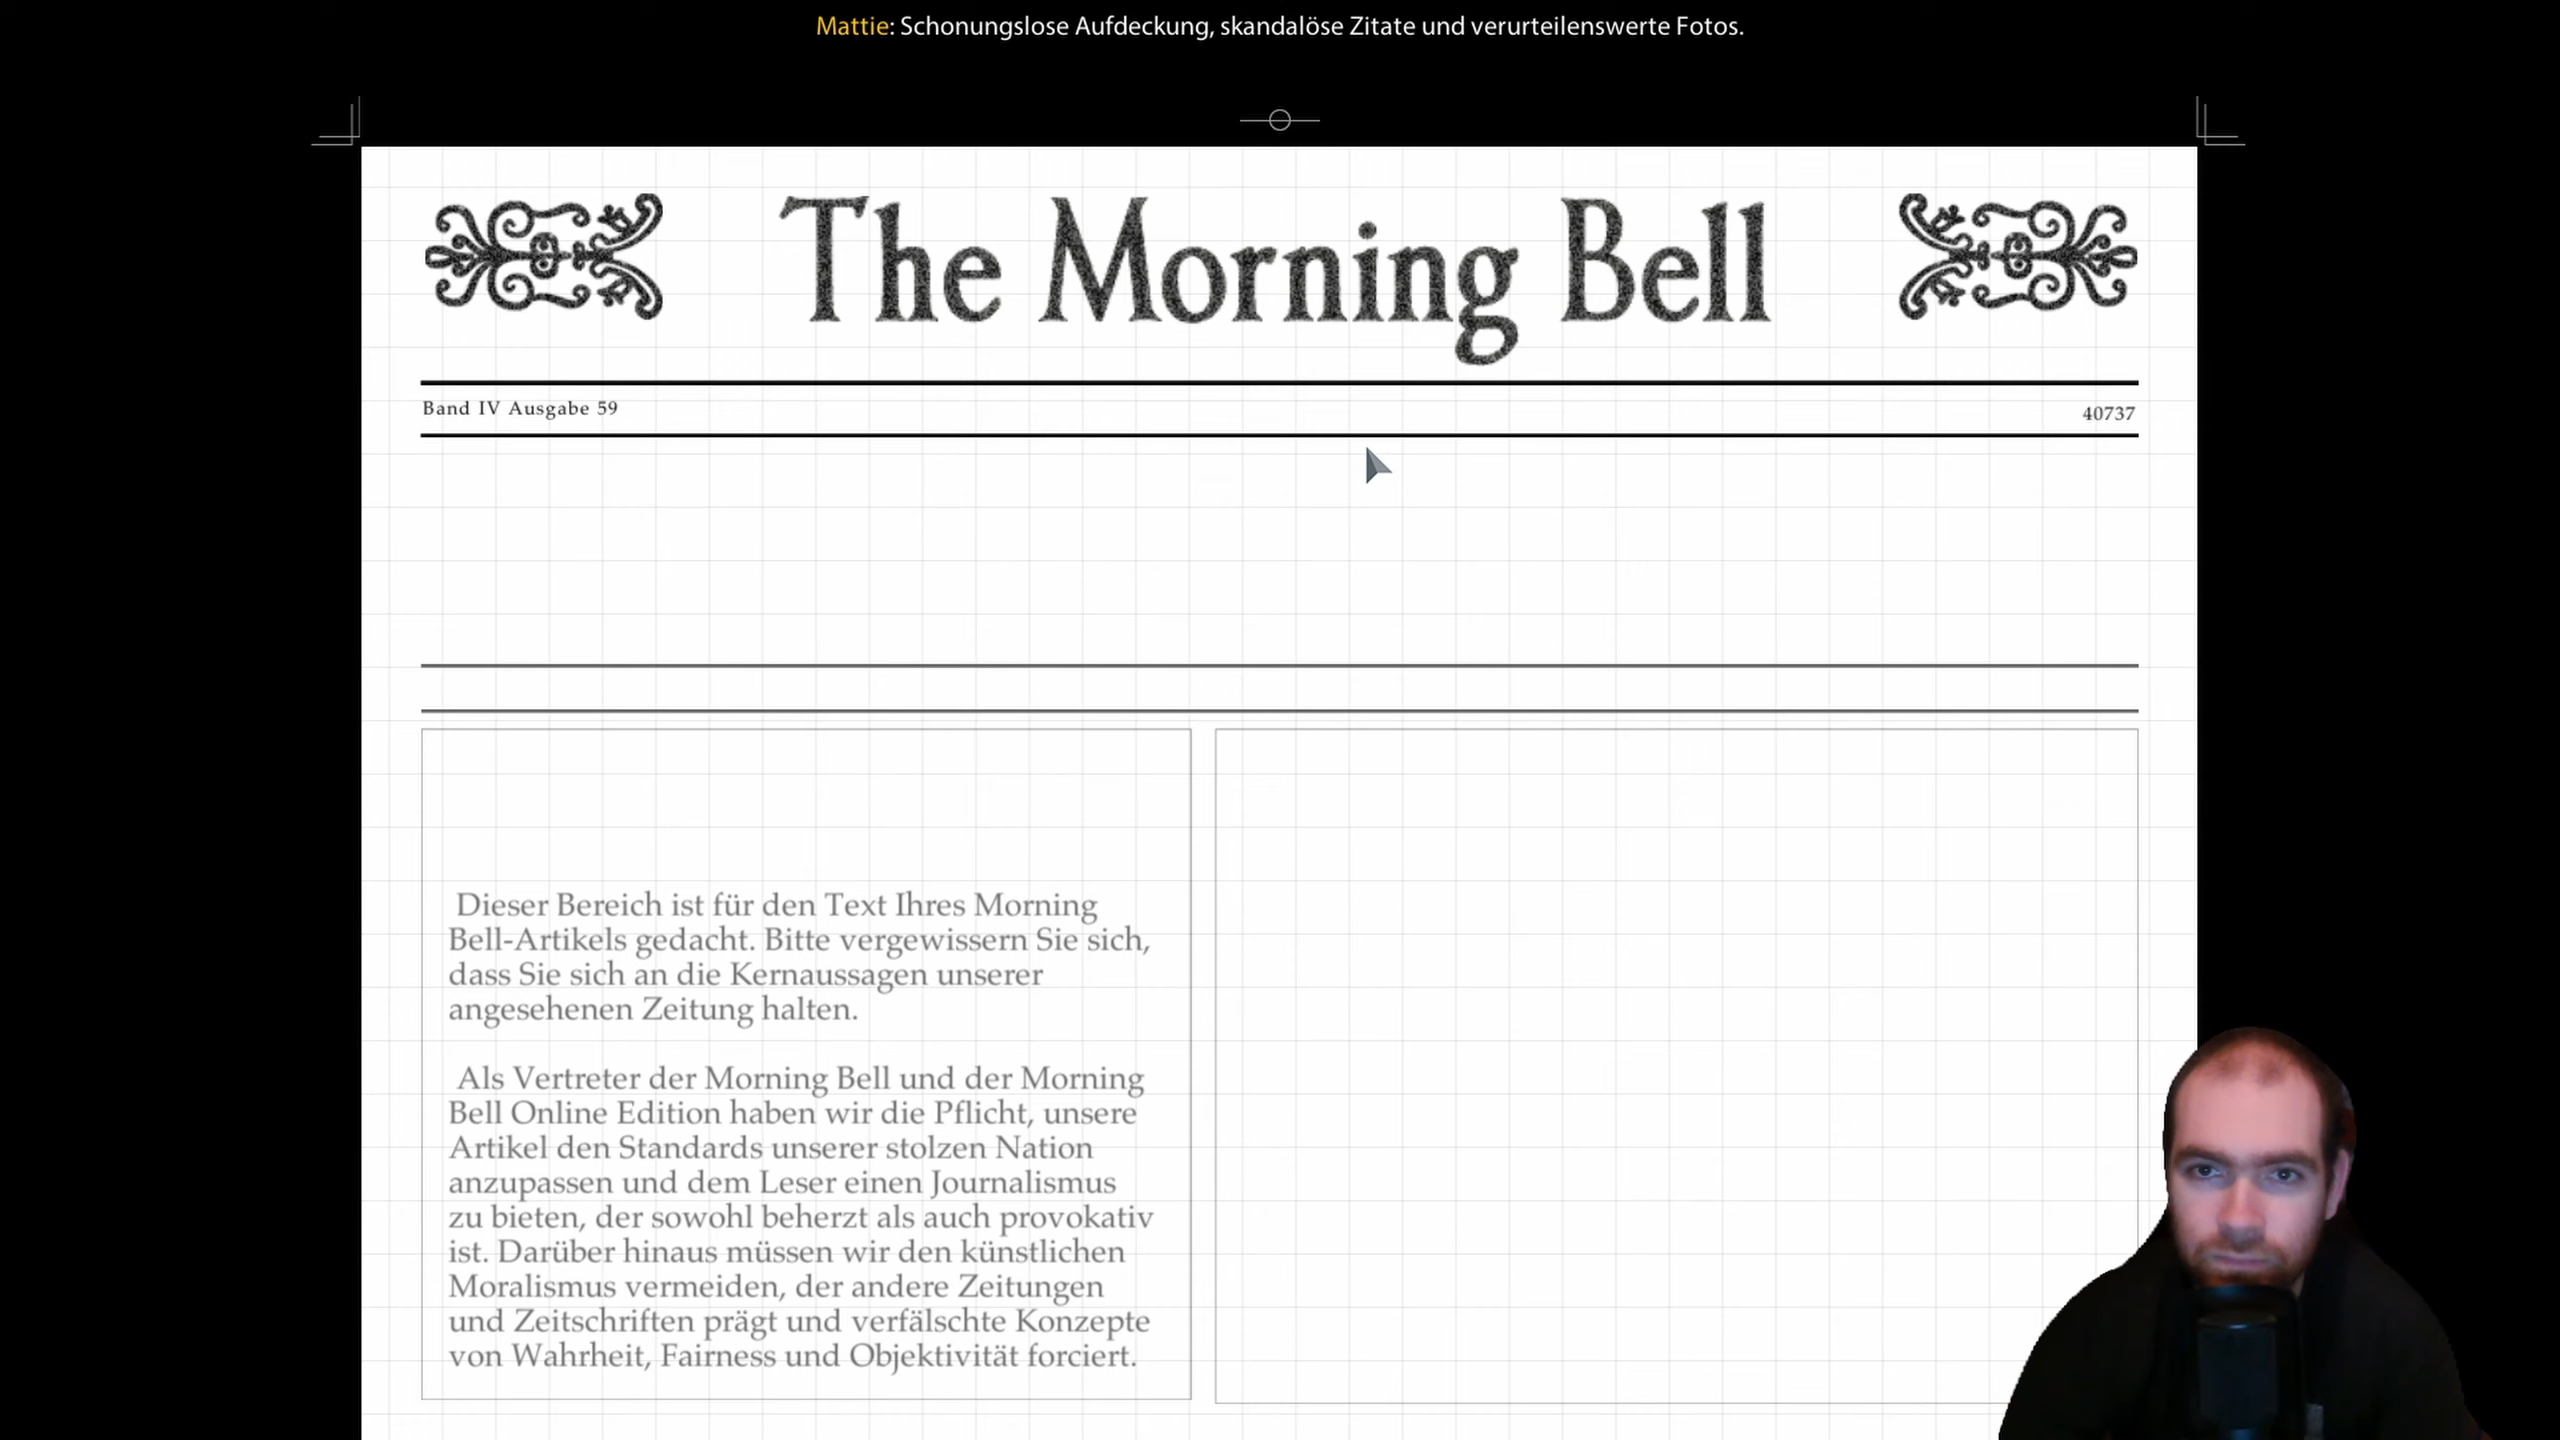 Mattie: Schonungslose Aufdeckung, skandalöse Zitate und verurteilenswerte Fotos.
The Morning Bell
Band IV Ausgabe 59
40737
Dieser Bereich ist für den Text Ihres Morning
Bell-Artikels gedacht. Bitte vergewissern Sie sich,
dass Sie sich an die Kernaussagen unserer
angesehenen Zeitung halten.
Als Vertreter der Morning Bell und der Morning
Bell Online Edition haben wir die Pflicht, unsere
Artikel den Standards unserer stolzen Nation
anzupassen und dem Leser einen Journalismus
zu bieten, der sowohl beherzt als auch provokativ
ist. Darüber hinaus müssen wir den künstlichen
Moralismus vermeiden, der andere Zeitungen
und Zeitschriften prägt und verfälschte Konzepte
von Wahrheit, Fairness und Objektivität forciert.